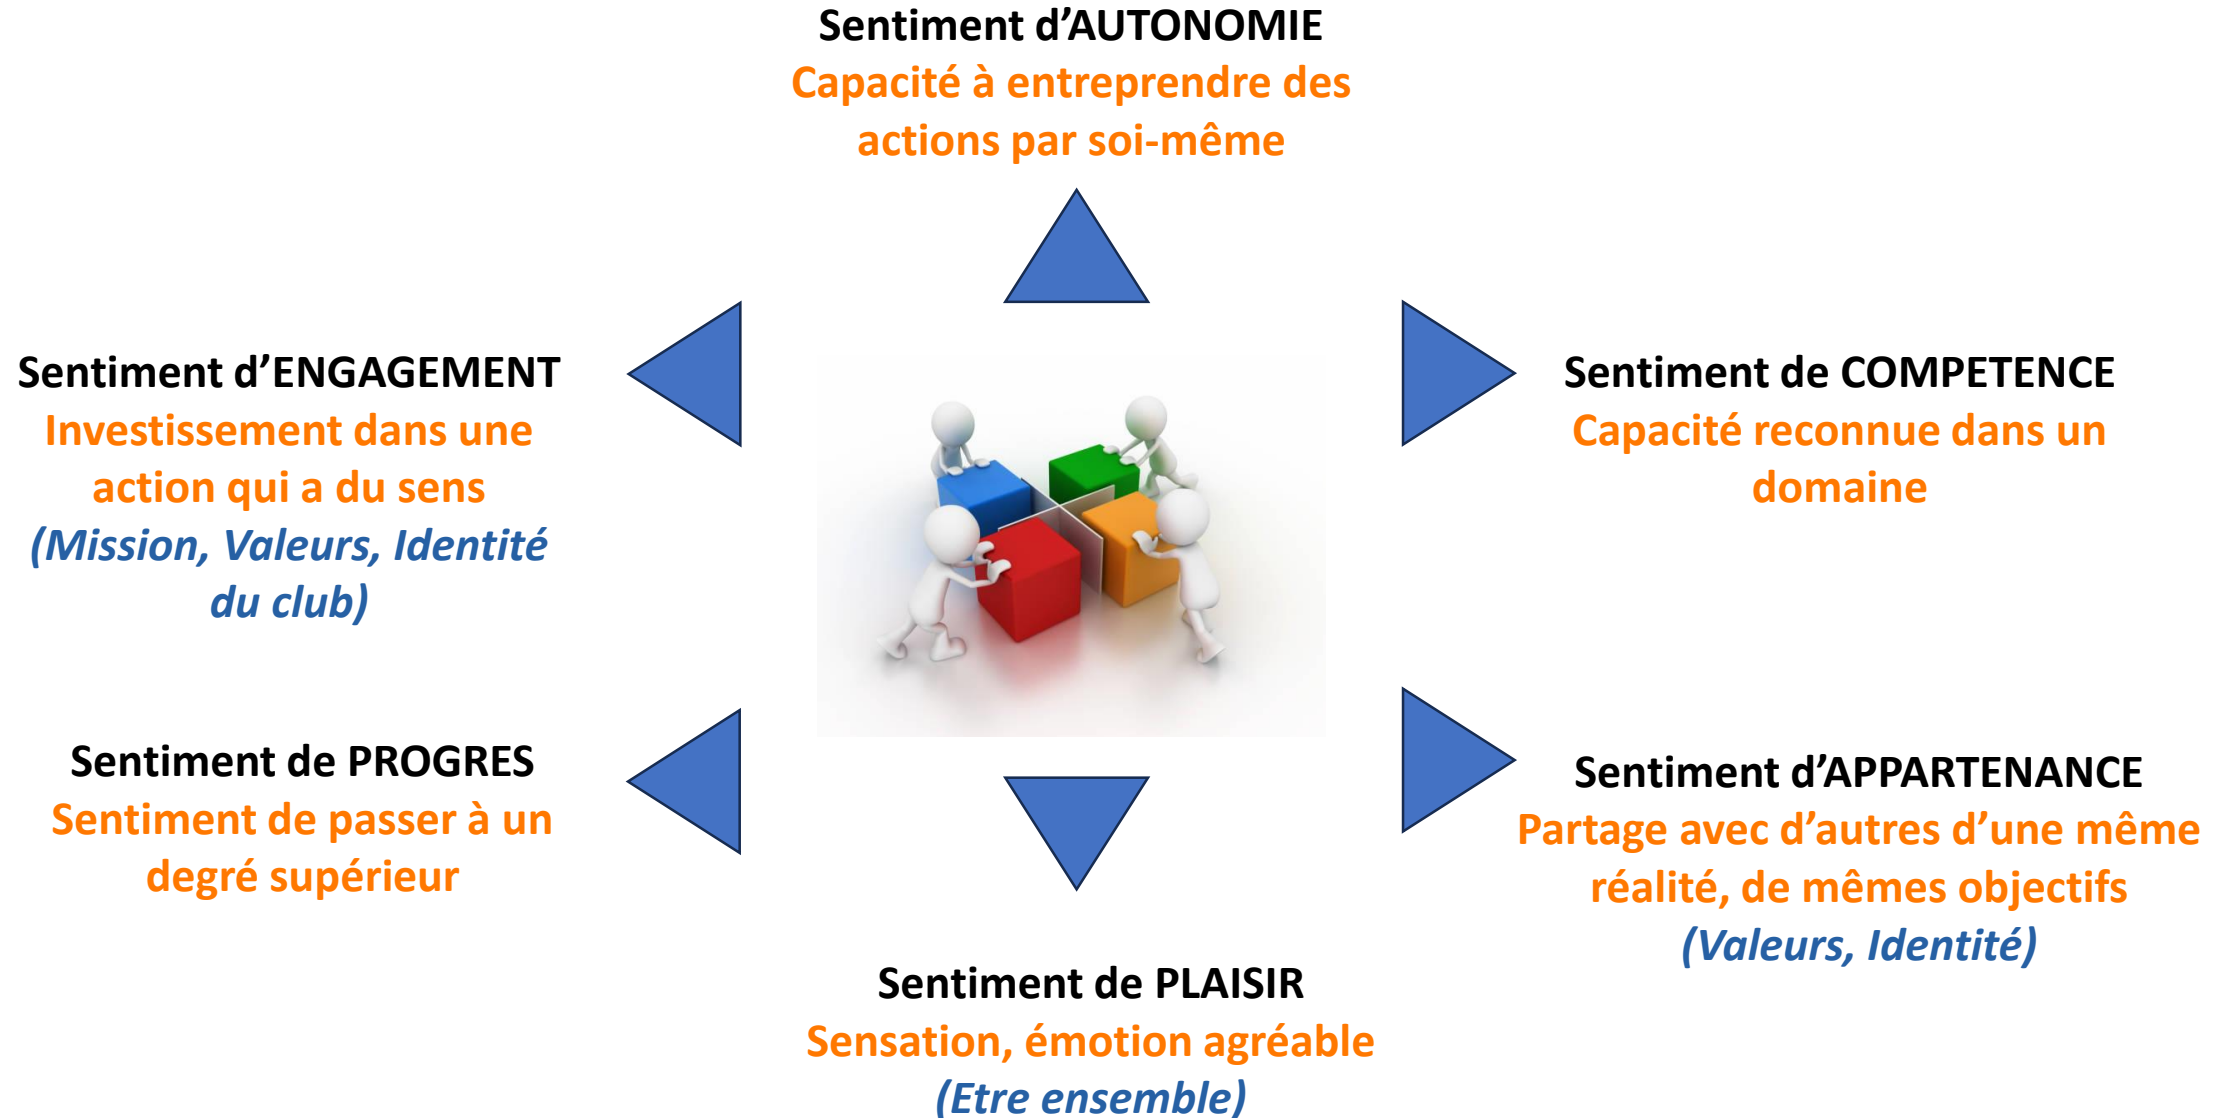 Sentiment d’AUTONOMIE
Capacité à entreprendre des
actions par soi-même
Sentiment d’ENGAGEMENT
Investissement dans une
action qui a du sens
(Mission, Valeurs, Identité
du club)
Sentiment de COMPETENCE
Capacité reconnue dans un
domaine
Sentiment de PROGRES
Sentiment de passer à un
degré supérieur
Sentiment d’APPARTENANCE
Partage avec d’autres d’une même
réalité, de mêmes objectifs
(Valeurs, Identité)
Sentiment de PLAISIR
Sensation, émotion agréable
(Etre ensemble)